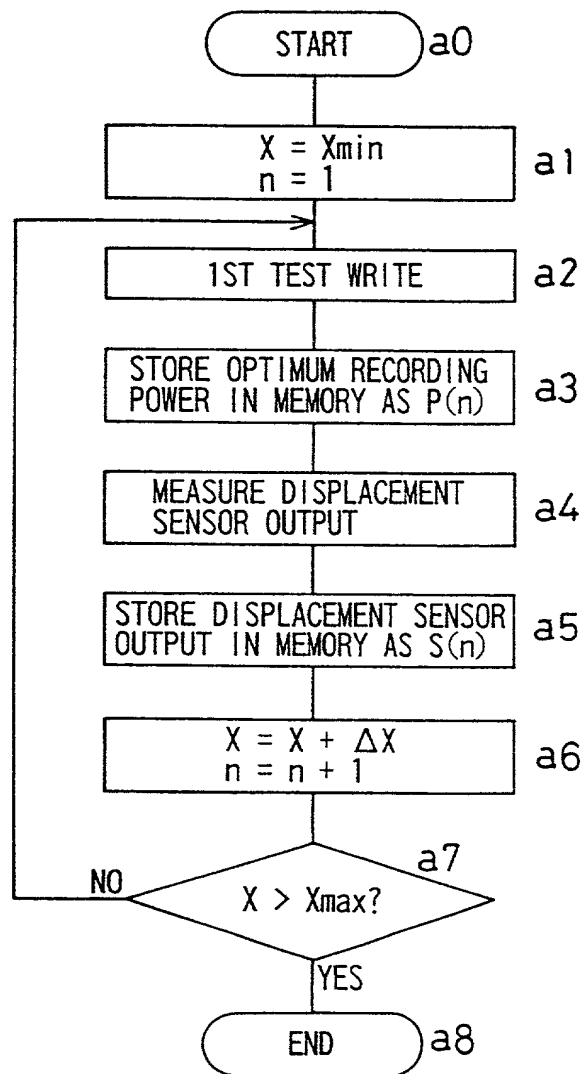 START a0
X = Xmin
n = 1
a1
1ST TEST WRITE a2
STORE OPTIMUM RECORDING
POWER IN MEMORY AS P(n)
a3
MEASURE DISPLACEMENT
SENSOR OUTPUT
a4
STORE DISPLACEMENT SENSOR
OUTPUT IN MEMORY AS S(n)
a5
X = X + ΔX
n = n + 1
a6
a7
NO
X > Xmax?
YES
END a8